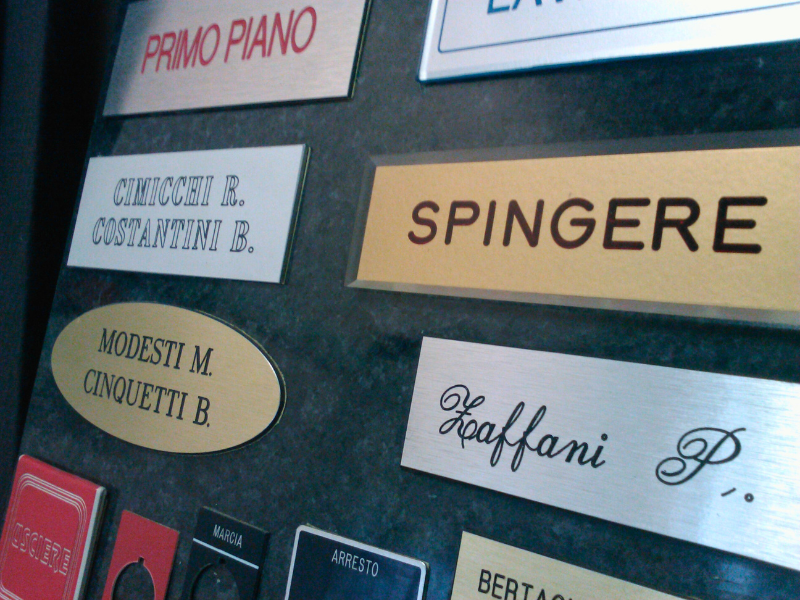 PRIMO PIANO
CIMICCHI R.
COSTANTINI B.
SPINGERE
MODESTI M.
CINQUETTI B.
Zaffani P.
MARCIA
ARRESTO